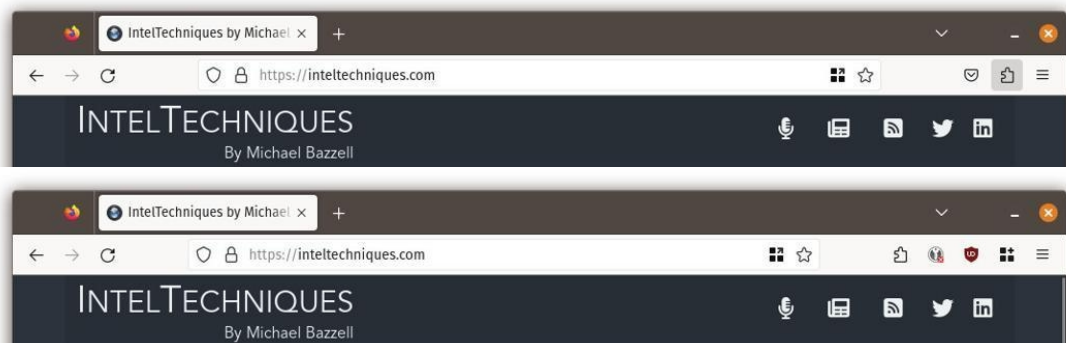 IntelTechniques by Michael
https://inteltechniques.com
INTELTECHNIQUES
By Michael Bazzell
IntelTechniques by Michael
https://inteltechniques.com
INTELTECHNIQUES
By Michael Bazzell